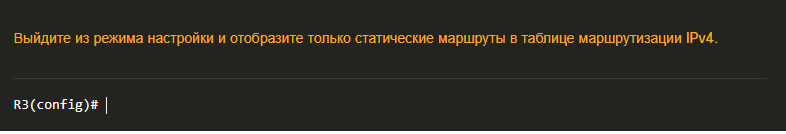 Выйдите из режима настройки и отобразите только статические маршруты в таблице маршрутизации IPv4.
R3(config)#